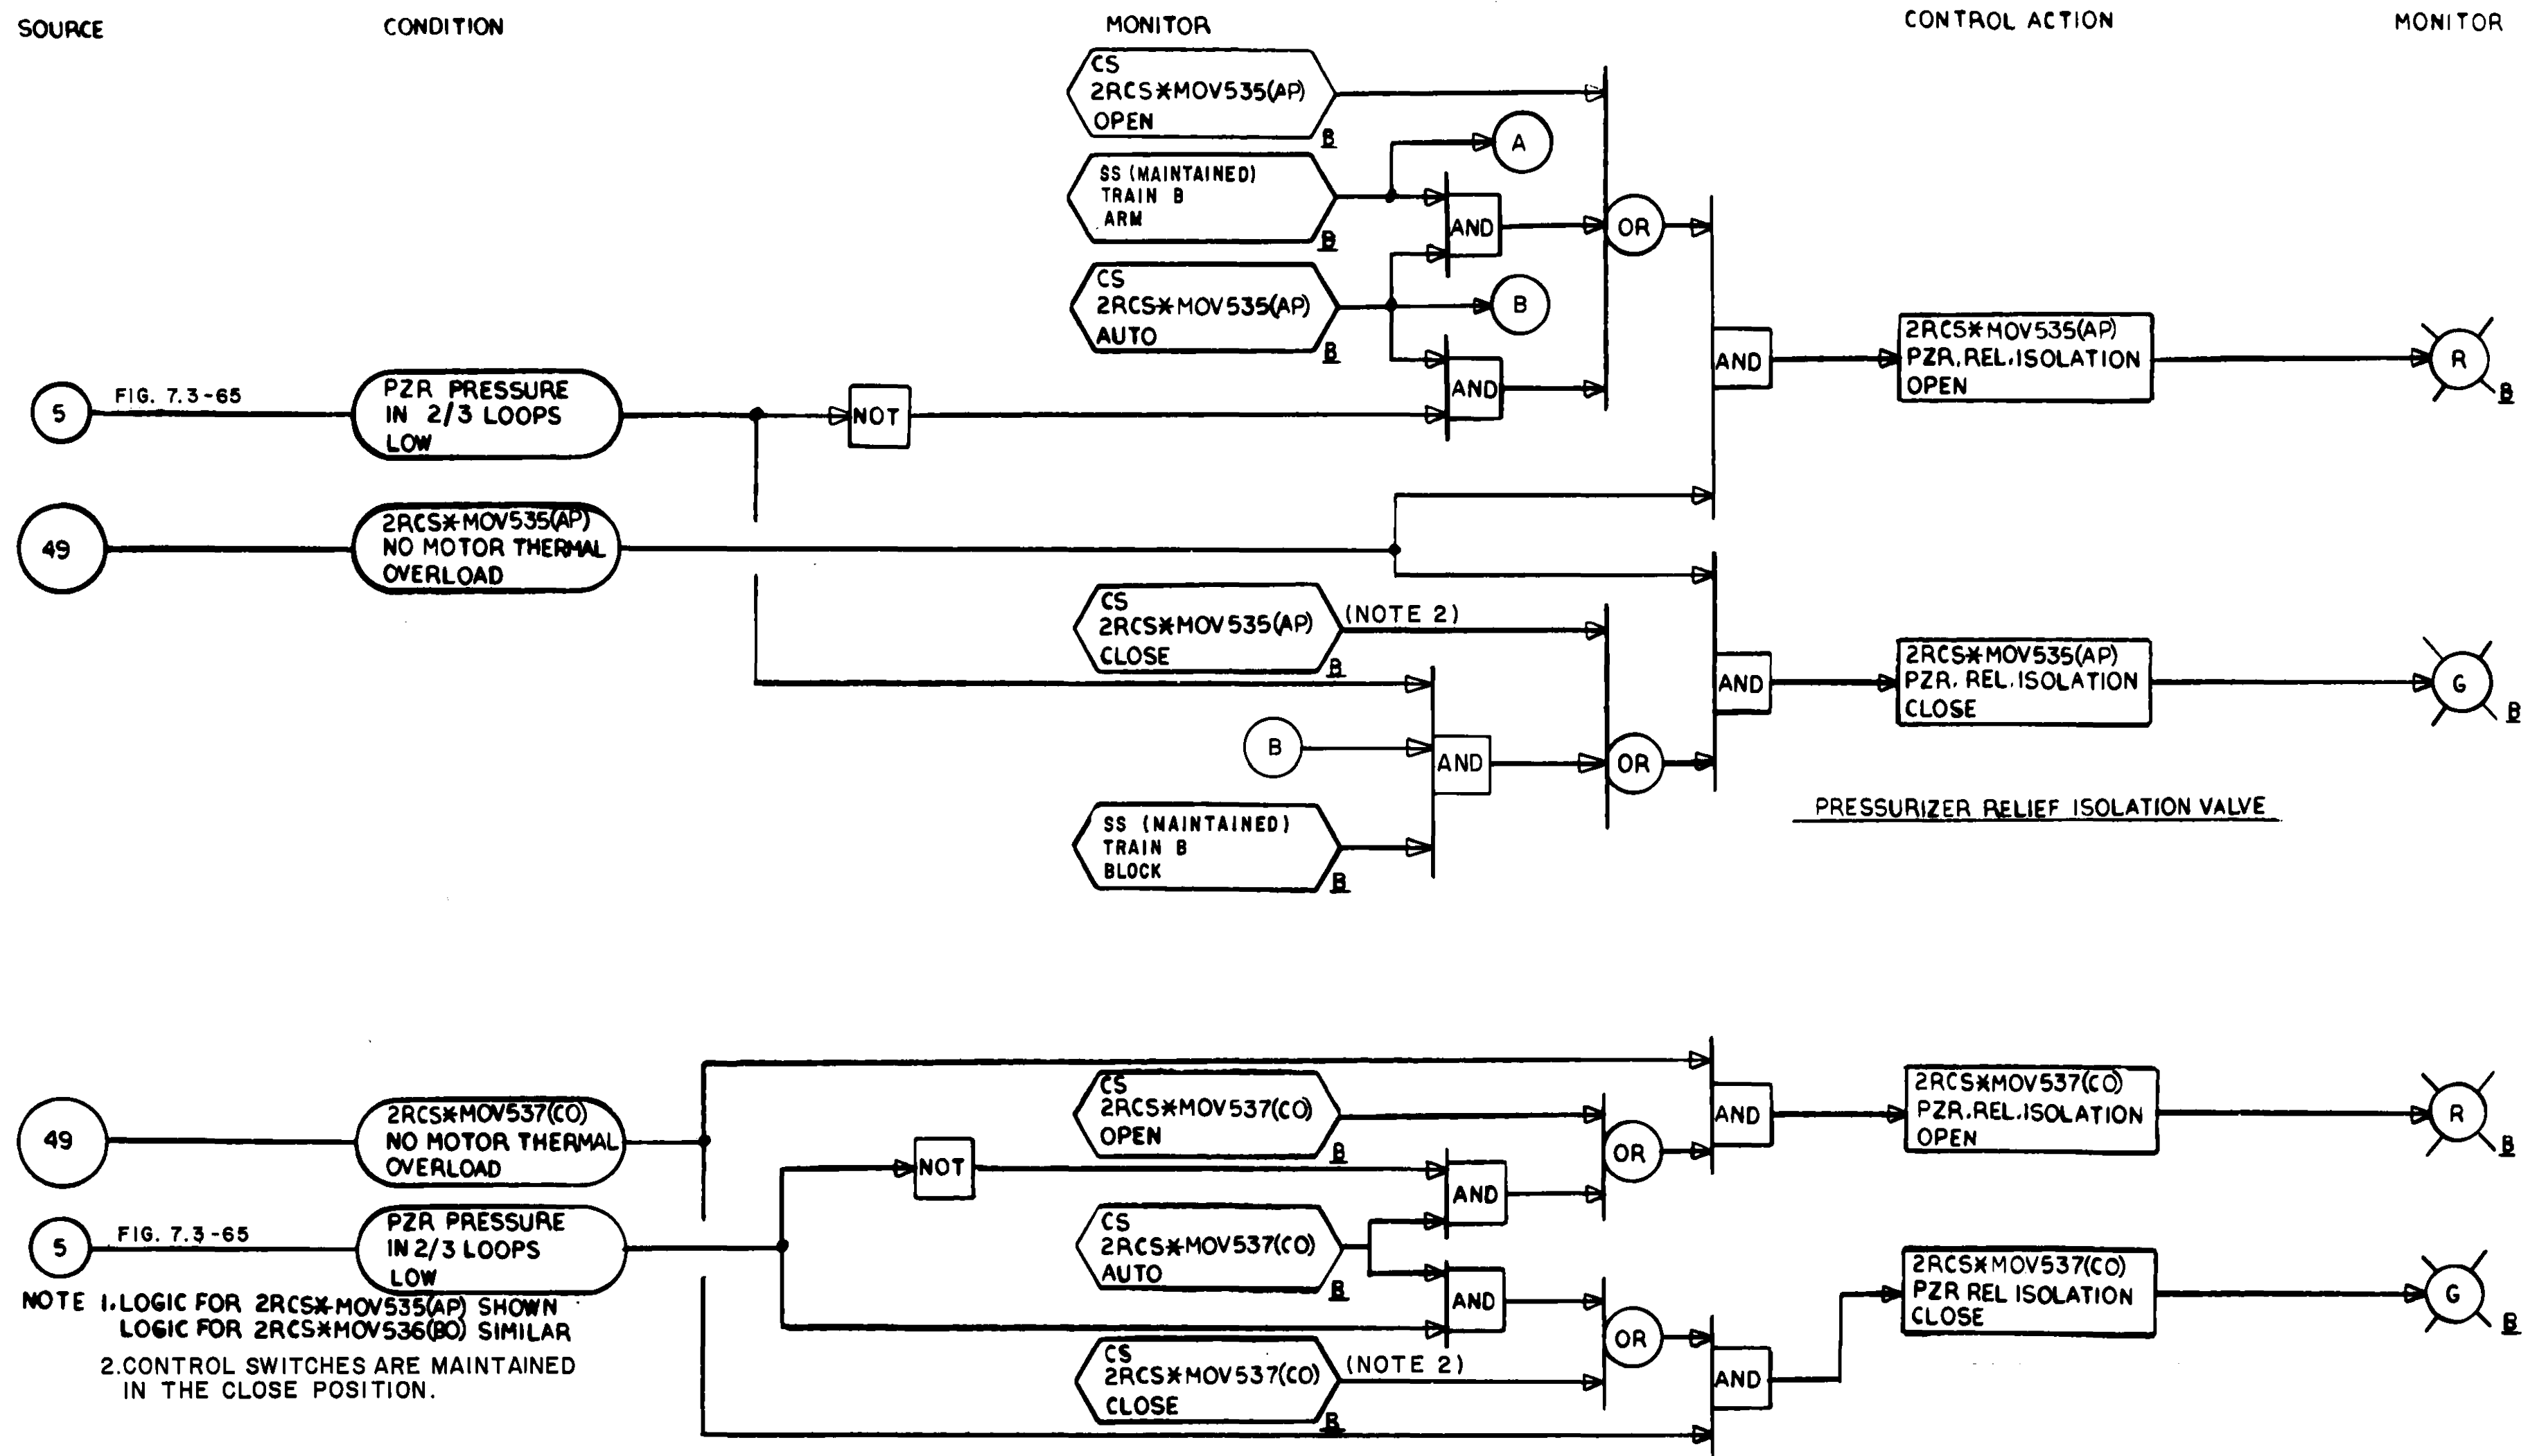 SOURCE
CONDITION
MONITOR
CONTROL ACTION
MONITOR
CS
2RCS*MOV535(AP)
OPEN
B
A
SS (MAINTAINED)
TRAIN B
ARM
B
AND
OR
CS
2RCS*MOV535(AP)
AUTO
B
B
AND
5
FIG. 7.3-65
PZR PRESSURE
IN 2/3 LOOPS
LOW
NOT
AND
2RCS*MOV535(AP)
PZR.REL.ISOLATION
OPEN
R
B
49
2RCS*MOV535(AP)
NO MOTOR THERMAL
OVERLOAD
CS
2RCS*MOV535(AP)
CLOSE
B
(NOTE 2)
B
AND
OR
AND
2RCS*MOV535(AP)
PZR. REL.ISOLATION
CLOSE
G
B
SS (MAINTAINED)
TRAIN B
BLOCK
B
PRESSURIZER RELIEF ISOLATION VALVE
49
2RCS*MOV537(CO)
NO MOTOR THERMAL
OVERLOAD
CS
2RCS*MOV537(CO)
OPEN
B
NOT
AND
OR
AND
2RCS*MOV537(CO)
PZR.REL.ISOLATION
OPEN
R
B
5
FIG. 7.3-65
PZR PRESSURE
IN 2/3 LOOPS
LOW
CS
2RCS*MOV537(CO)
AUTO
B
AND
OR
CS
2RCS*MOV537(CO)
CLOSE
B
(NOTE 2)
AND
2RCS*MOV537(CO)
PZR REL ISOLATION
CLOSE
G
B
NOTE 1. LOGIC FOR 2RCS*MOV535(AP) SHOWN
LOGIC FOR 2RCS*MOV536(BO) SIMILAR
2. CONTROL SWITCHES ARE MAINTAINED
IN THE CLOSE POSITION.